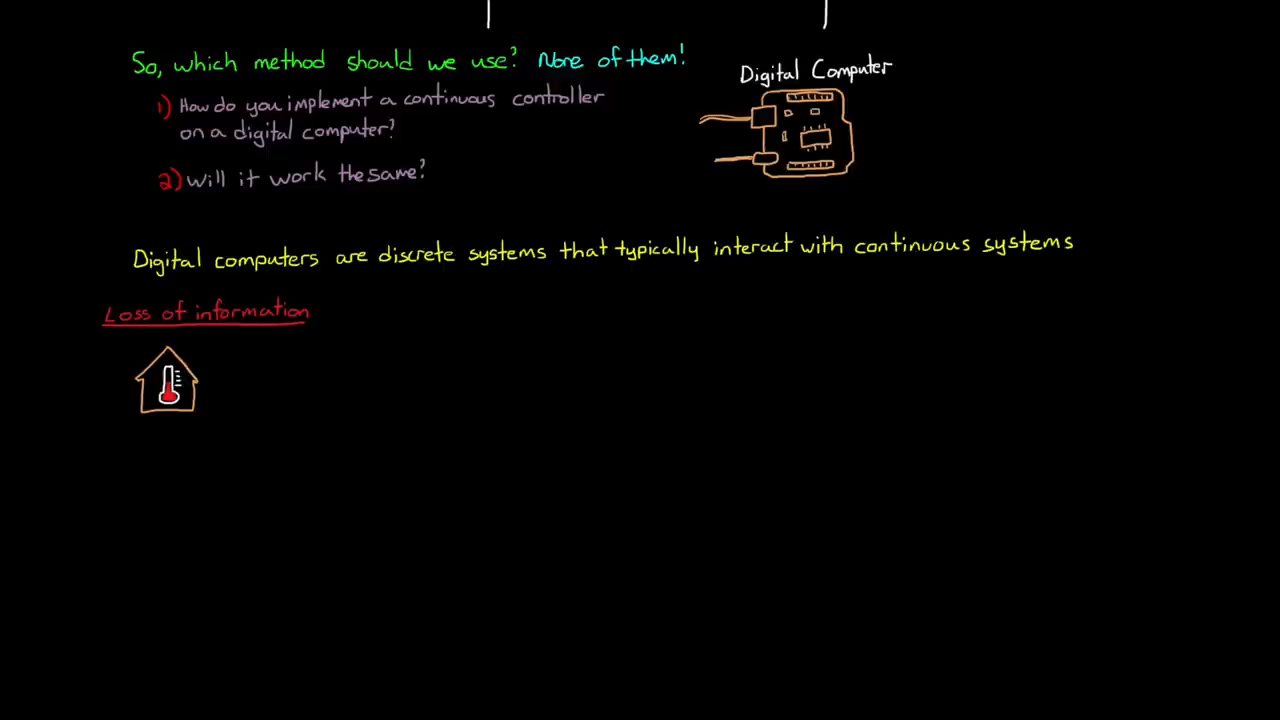 So, which method should we use? None of them!
Digital Computer
1) How do you implement a continuous controller
on a digital computer?
2) Will it work the same?
Digital computers are discrete systems that typically interact with continuous systems
Loss of information